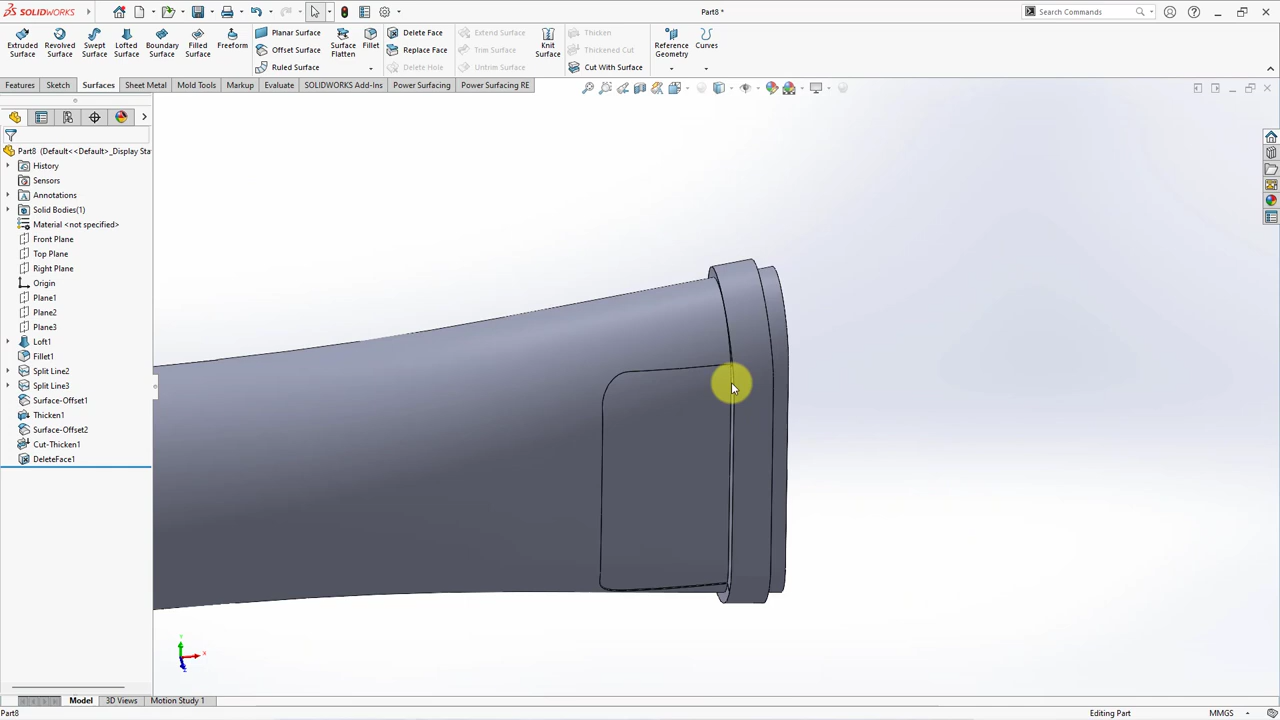 SOLIDWORKS
Part8 *
Search Commands
Extruded Surface
Revolved Surface
Swept Surface
Lofted Surface
Boundary Surface
Filled Surface
Freeform
Planar Surface
Offset Surface
Ruled Surface
Surface Flatten
Fillet
Delete Face
Replace Face
Delete Hole
Extend Surface
Trim Surface
Untrim Surface
Knit Surface
Thicken
Thickened Cut
Cut With Surface
Reference Geometry
Curves
Features
Sketch
Surfaces
Sheet Metal
Mold Tools
Markup
Evaluate
SOLIDWORKS Add-Ins
Power Surfacing
Power Surfacing RE
Part8 (Default<<Default>_Display Sta
History
Sensors
Annotations
Solid Bodies(1)
Material <not specified>
Front Plane
Top Plane
Right Plane
Origin
Plane1
Plane2
Plane3
Loft1
Fillet1
Split Line2
Split Line3
Surface-Offset1
Thicken1
Surface-Offset2
Cut-Thicken1
DeleteFace1
Model
3D Views
Motion Study 1
Part8
Editing Part
MMGS